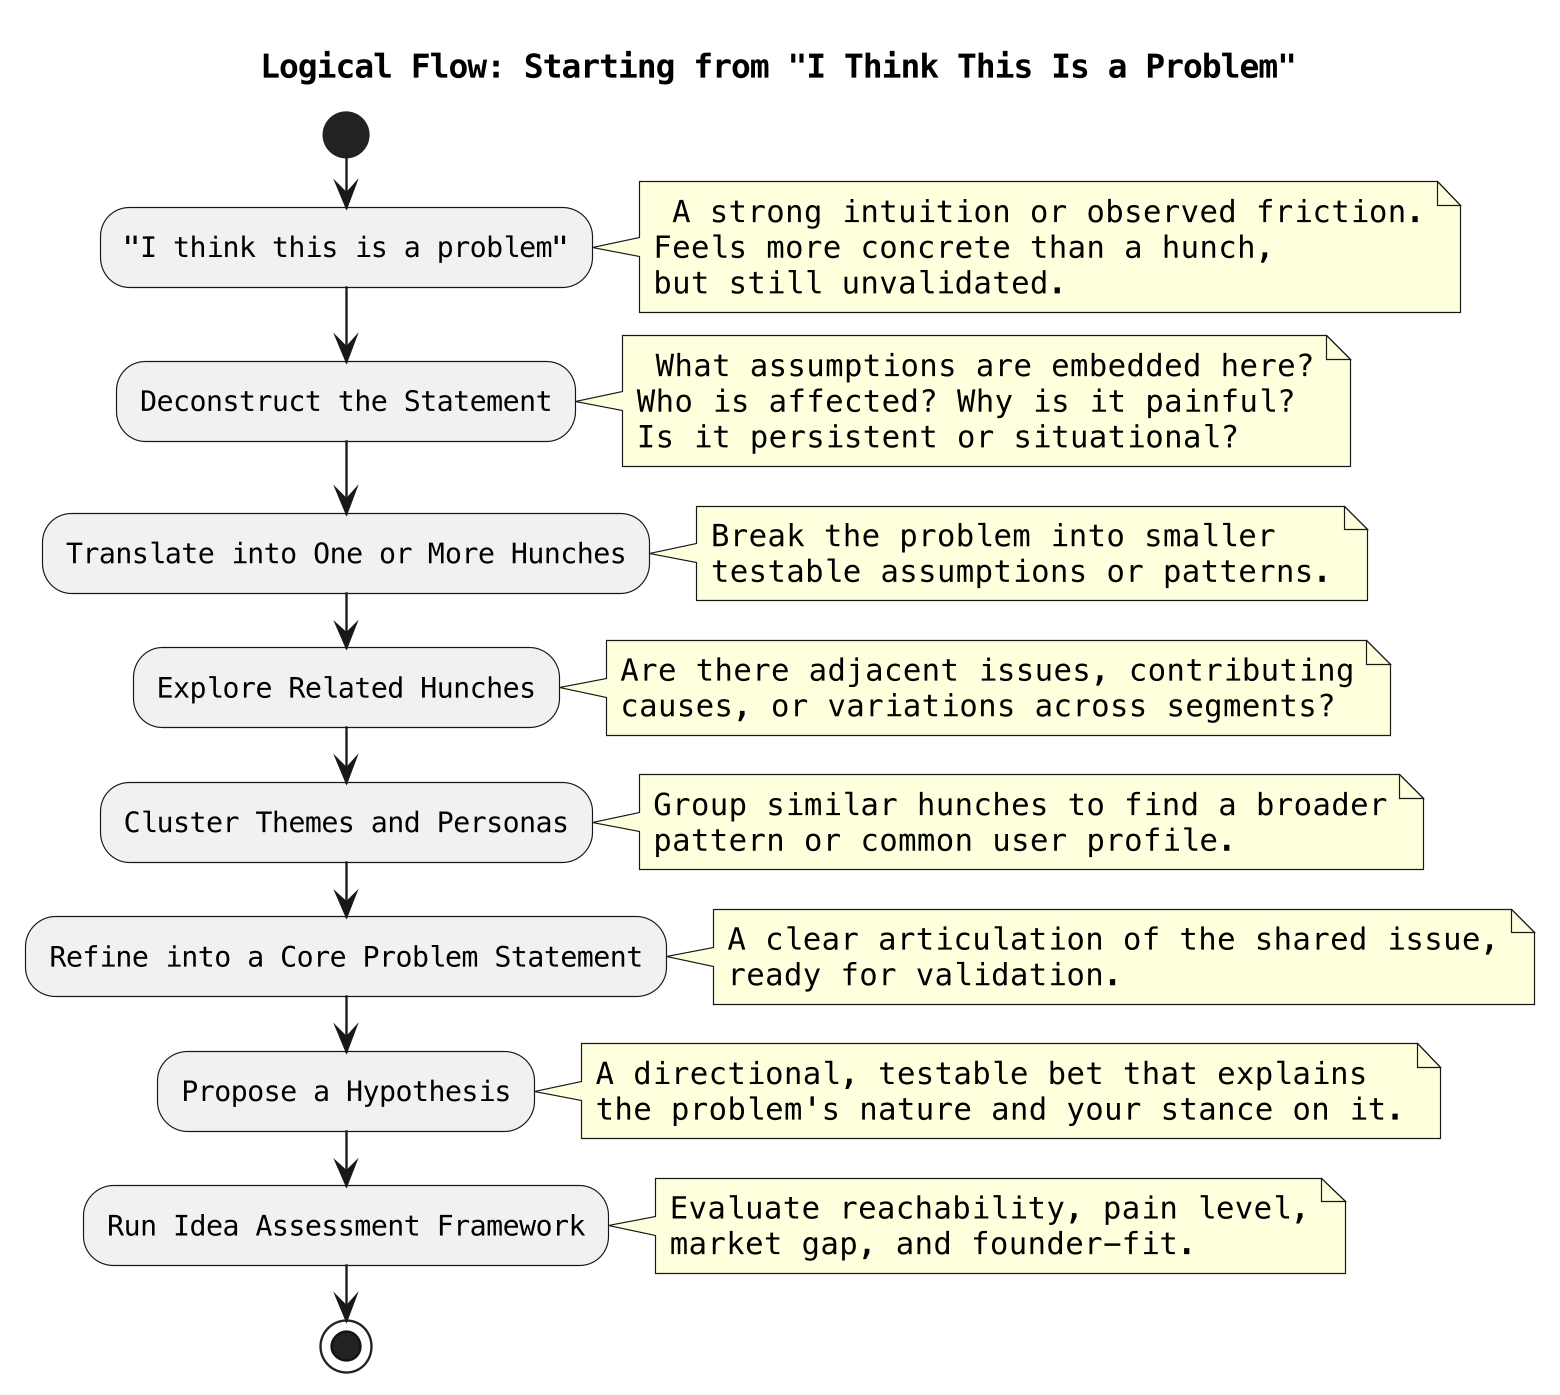 Logical Flow: Starting from "I Think This Is a Problem"
"I think this is a problem"
A strong intuition or observed friction.
Feels more concrete than a hunch,
but still unvalidated.
Deconstruct the Statement
What assumptions are embedded here?
Who is affected? Why is it painful?
Is it persistent or situational?
Translate into One or More Hunches
Break the problem into smaller
testable assumptions or patterns.
Explore Related Hunches
Are there adjacent issues, contributing
causes, or variations across segments?
Cluster Themes and Personas
Group similar hunches to find a broader
pattern or common user profile.
Refine into a Core Problem Statement
A clear articulation of the shared issue,
ready for validation.
Propose a Hypothesis
A directional, testable bet that explains
the problem's nature and your stance on it.
Run Idea Assessment Framework
Evaluate reachability, pain level,
market gap, and founder–fit.